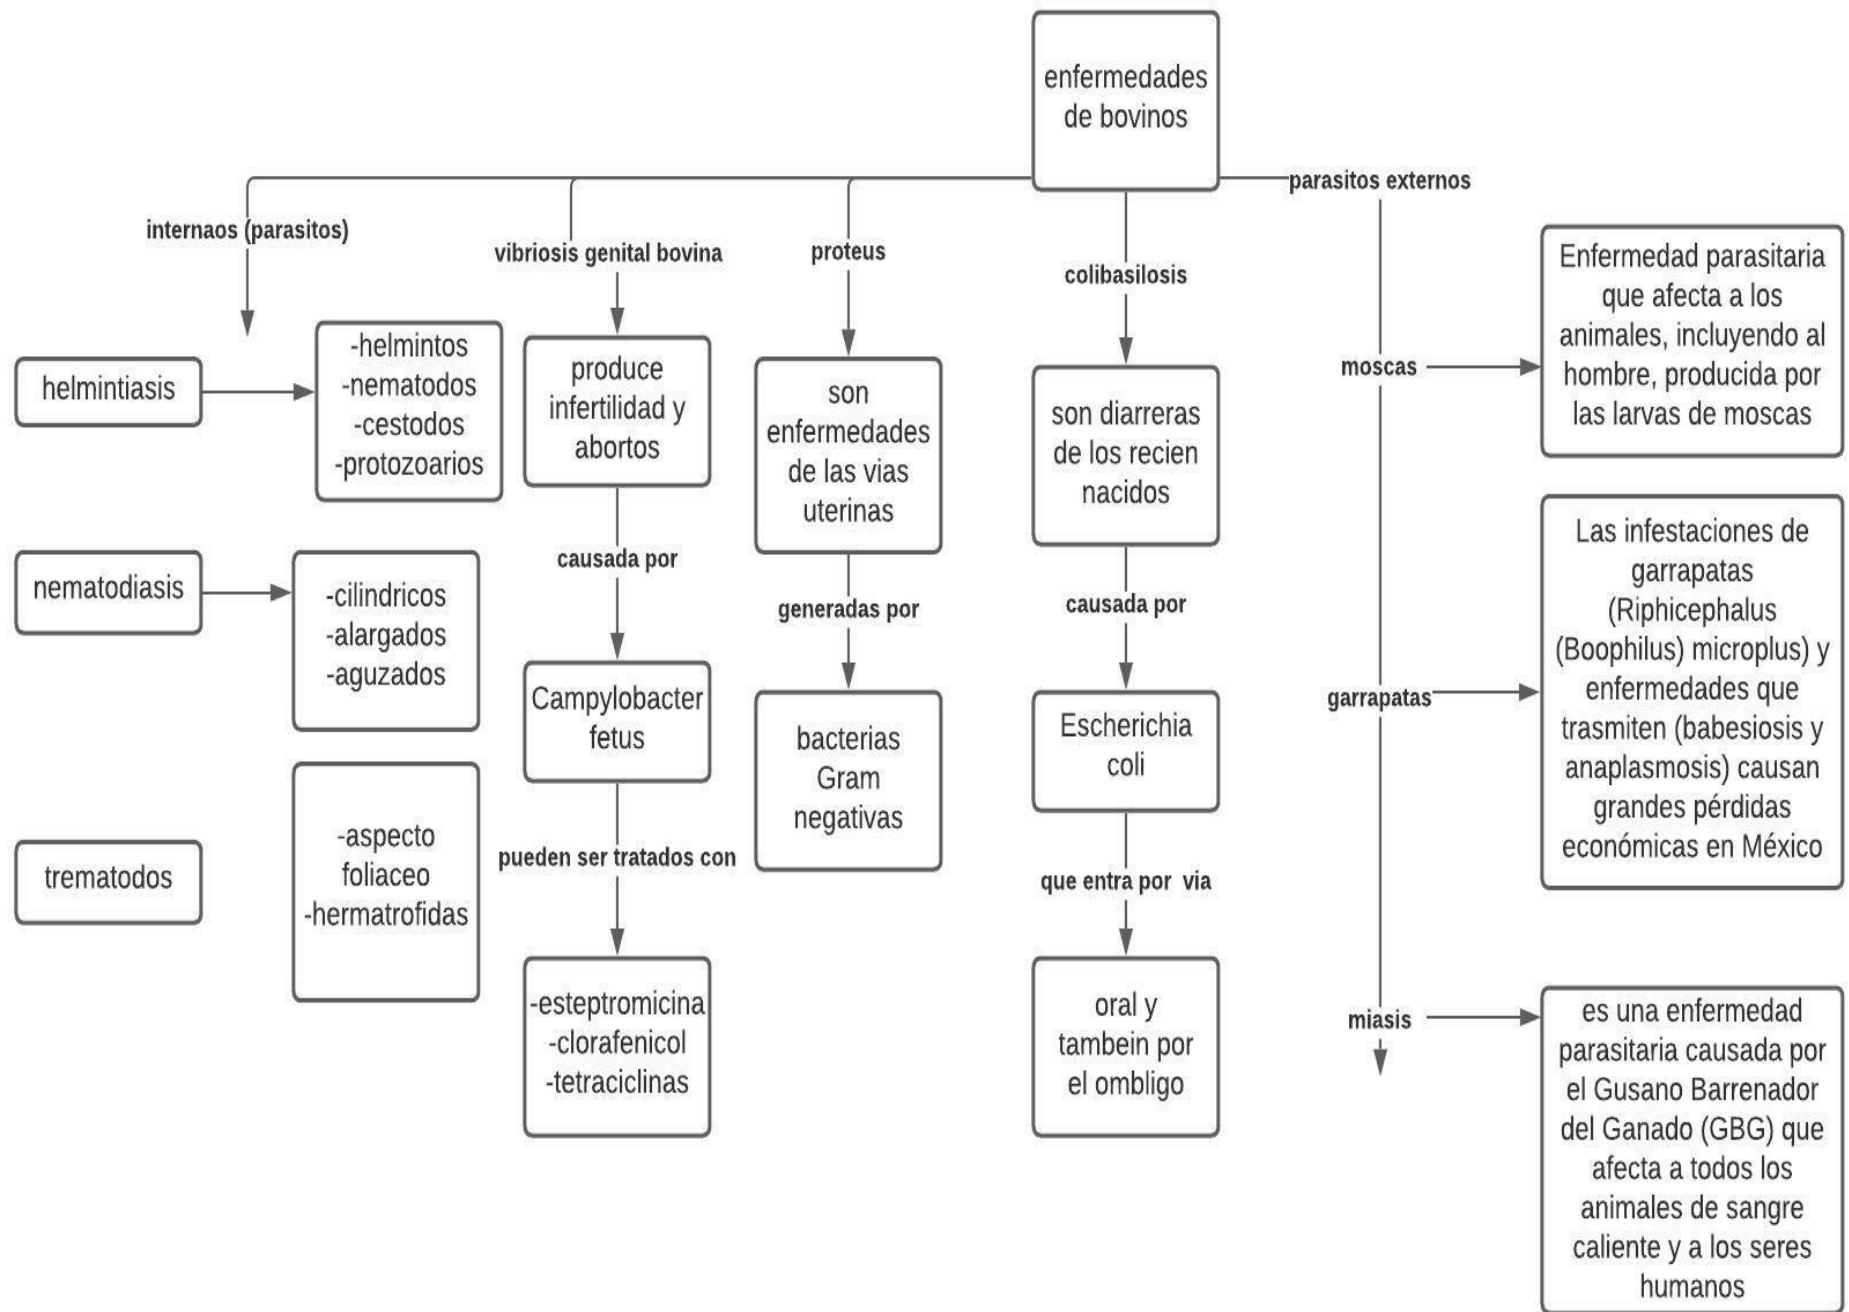 enfermedades
de bovinos
internaos (parasitos)
helmintiasis
-helmintos
-nematodos
-cestodos
-protozoarios
nematodiasis
-cilindricos
-alargados
-aguzados
trematodos
-aspecto
foliaceo
-hermatrofidas
vibriosis genital bovina
produce
infertilidad y
abortos
causada por
Campylobacter
fetus
pueden ser tratados con
-esteptromicina
-clorafenicol
-tetraciclinas
proteus
son
enfermedades
de las vias
uterinas
generadas por
bacterias
Gram
negativas
colibasilosis
son diarreras
de los recien
nacidos
causada por
Escherichia
coli
que entra por via
oral y
tambein por
el ombligo
parasitos externos
moscas
Enfermedad parasitaria
que afecta a los
animales, incluyendo al
hombre, producida por
las larvas de moscas
garrapatas
Las infestaciones de
garrapatas
(Riphicephalus
(Boophilus) microplus) y
enfermedades que
trasmiten (babesiosis y
anaplasmosis) causan
grandes pérdidas
económicas en México
miasis
es una enfermedad
parasitaria causada por
el Gusano Barrenador
del Ganado (GBG) que
afecta a todos los
animales de sangre
caliente y a los seres
humanos